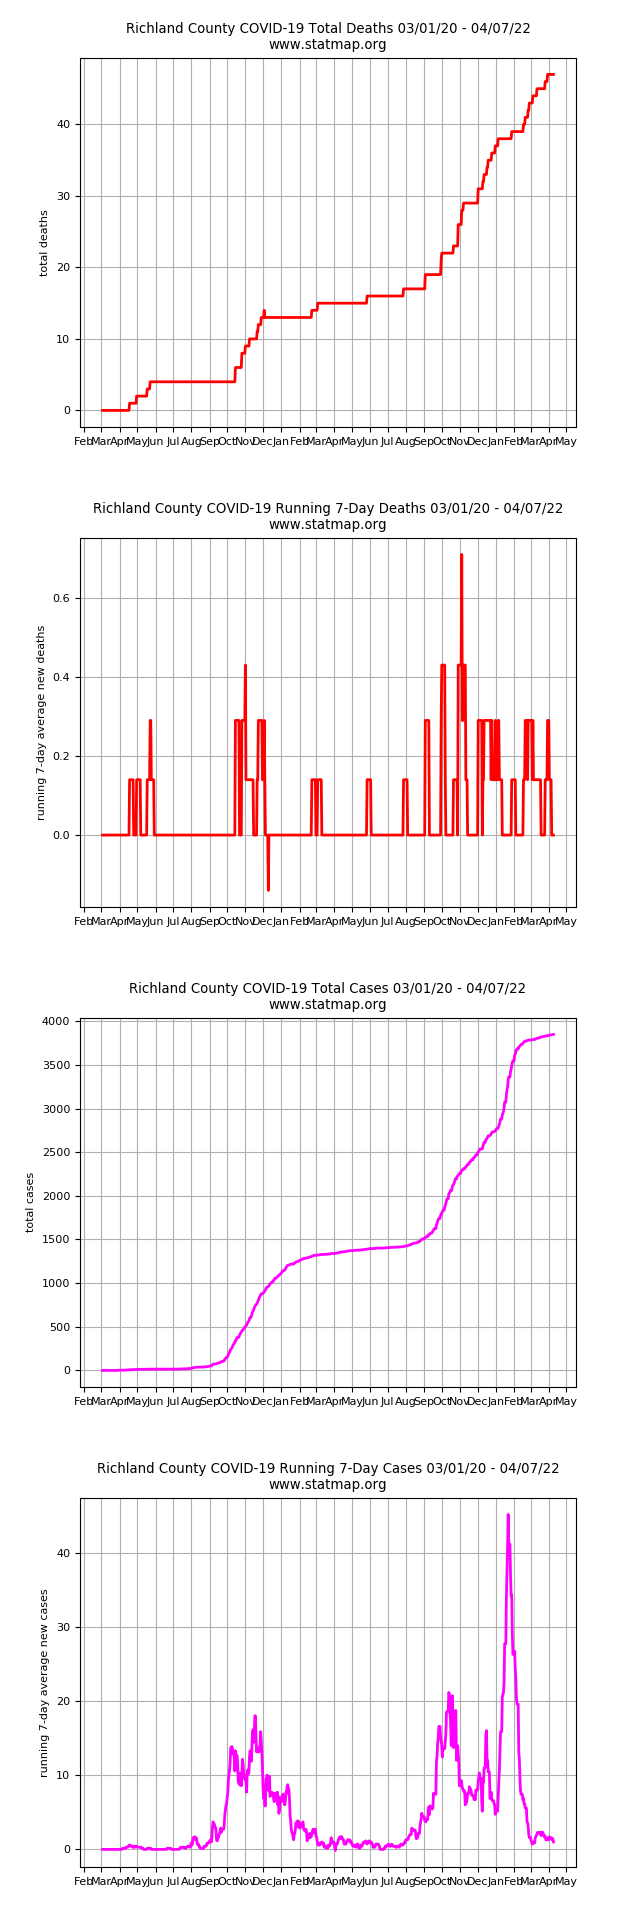 Richland County COVID-19 Total Deaths 03/01/20 - 04/07/22
www.statmap.org
total deaths
40
30
20
10
0
Feb Mar Apr May Jun Jul Aug Sep Oct Nov Dec Jan Feb Mar Apr May Jun Jul Aug Sep Oct Nov Dec Jan Feb Mar Apr May
Richland County COVID-19 Running 7-Day Deaths 03/01/20 - 04/07/22
www.statmap.org
running 7-day average new deaths
0.6
0.4
0.2
0.0
Feb Mar Apr May Jun Jul Aug Sep Oct Nov Dec Jan Feb Mar Apr May Jun Jul Aug Sep Oct Nov Dec Jan Feb Mar Apr May
Richland County COVID-19 Total Cases 03/01/20 - 04/07/22
www.statmap.org
total cases
4000
3500
3000
2500
2000
1500
1000
500
0
Feb Mar Apr May Jun Jul Aug Sep Oct Nov Dec Jan Feb Mar Apr May Jun Jul Aug Sep Oct Nov Dec Jan Feb Mar Apr May
Richland County COVID-19 Running 7-Day Cases 03/01/20 - 04/07/22
www.statmap.org
running 7-day average new cases
40
30
20
10
0
Feb Mar Apr May Jun Jul Aug Sep Oct Nov Dec Jan Feb Mar Apr May Jun Jul Aug Sep Oct Nov Dec Jan Feb Mar Apr May